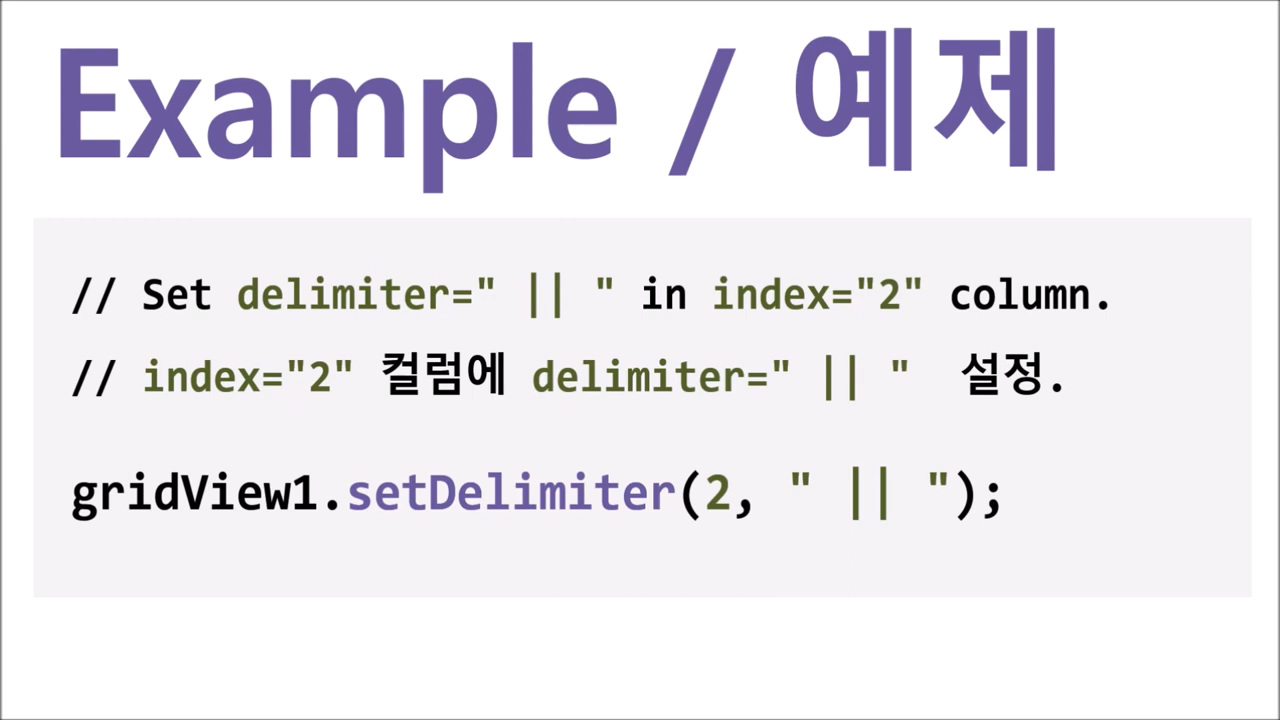 Example / 예제
// Set delimiter=" || " in index="2" column.
// index="2" 컬럼에 delimiter=" || "  설정.
gridView1.setDelimiter(2, " || ");